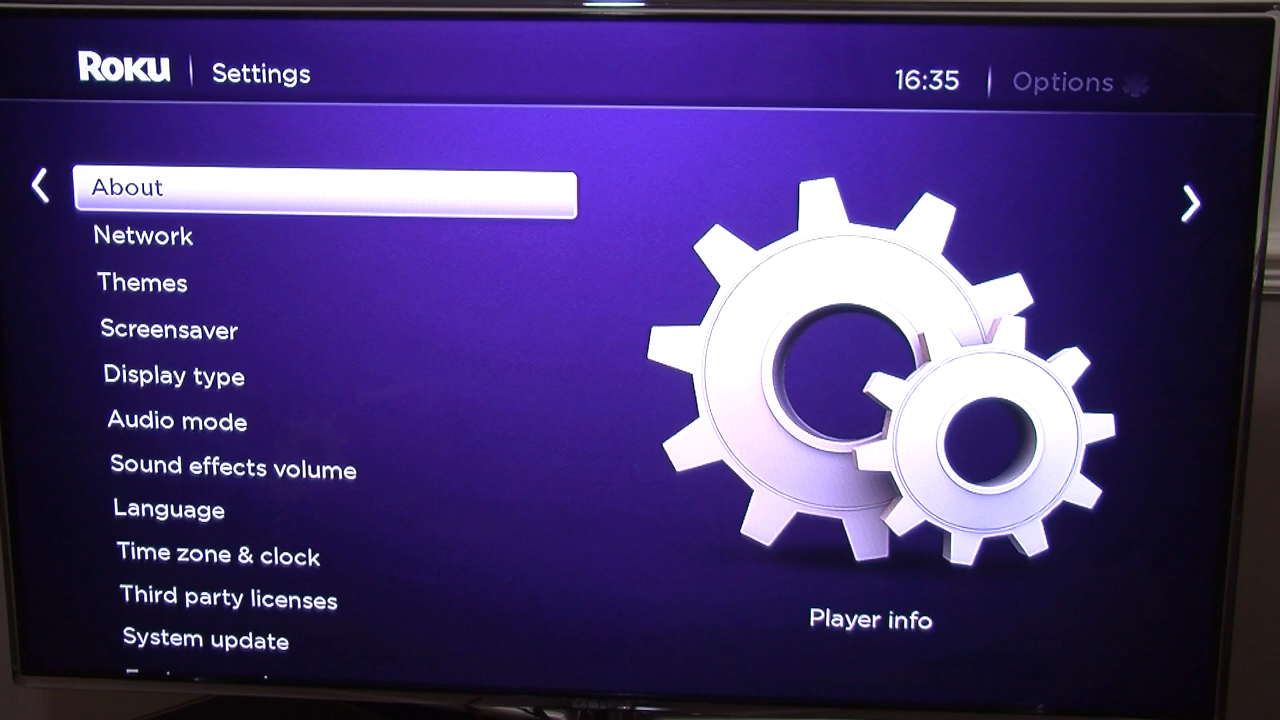 Roku | Settings 16:35 | Options
About
Network
Themes
Screensaver
Display type
Audio mode
Sound effects volume
Language
Time zone & clock
Third party licenses
System update
Player info